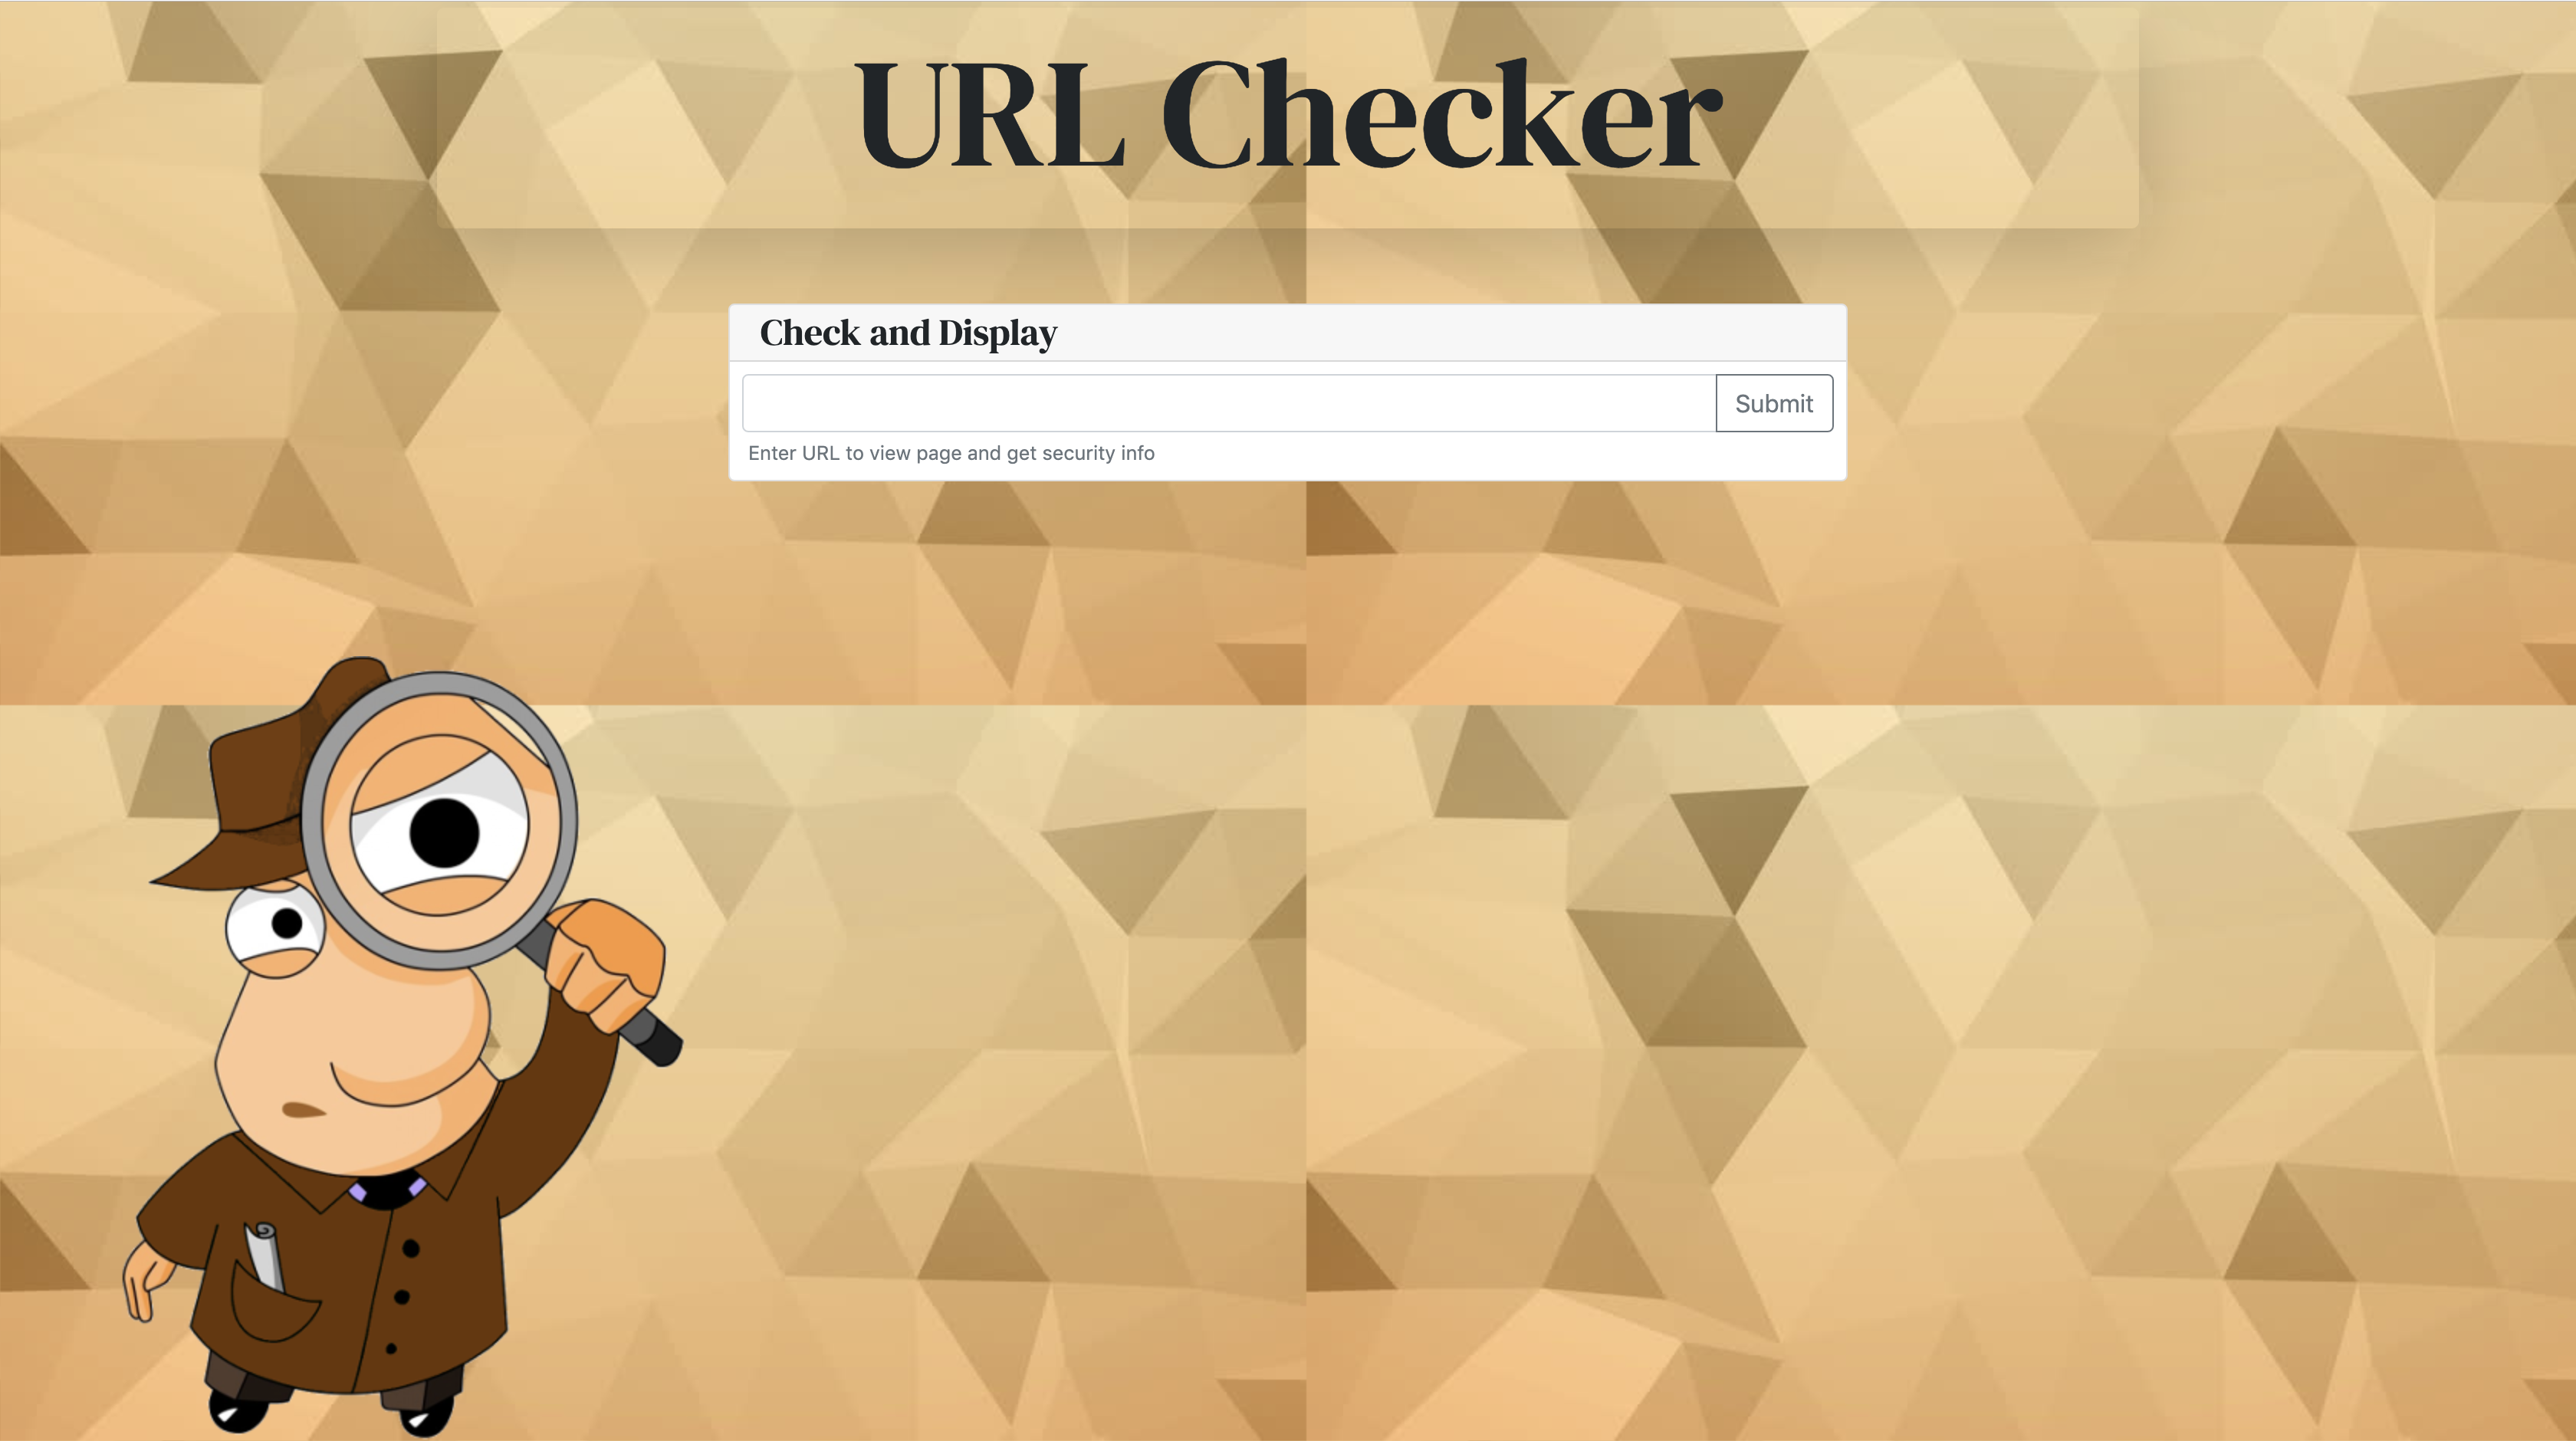 URL Checker
Check and Display
Submit
Enter URL to view page and get security info